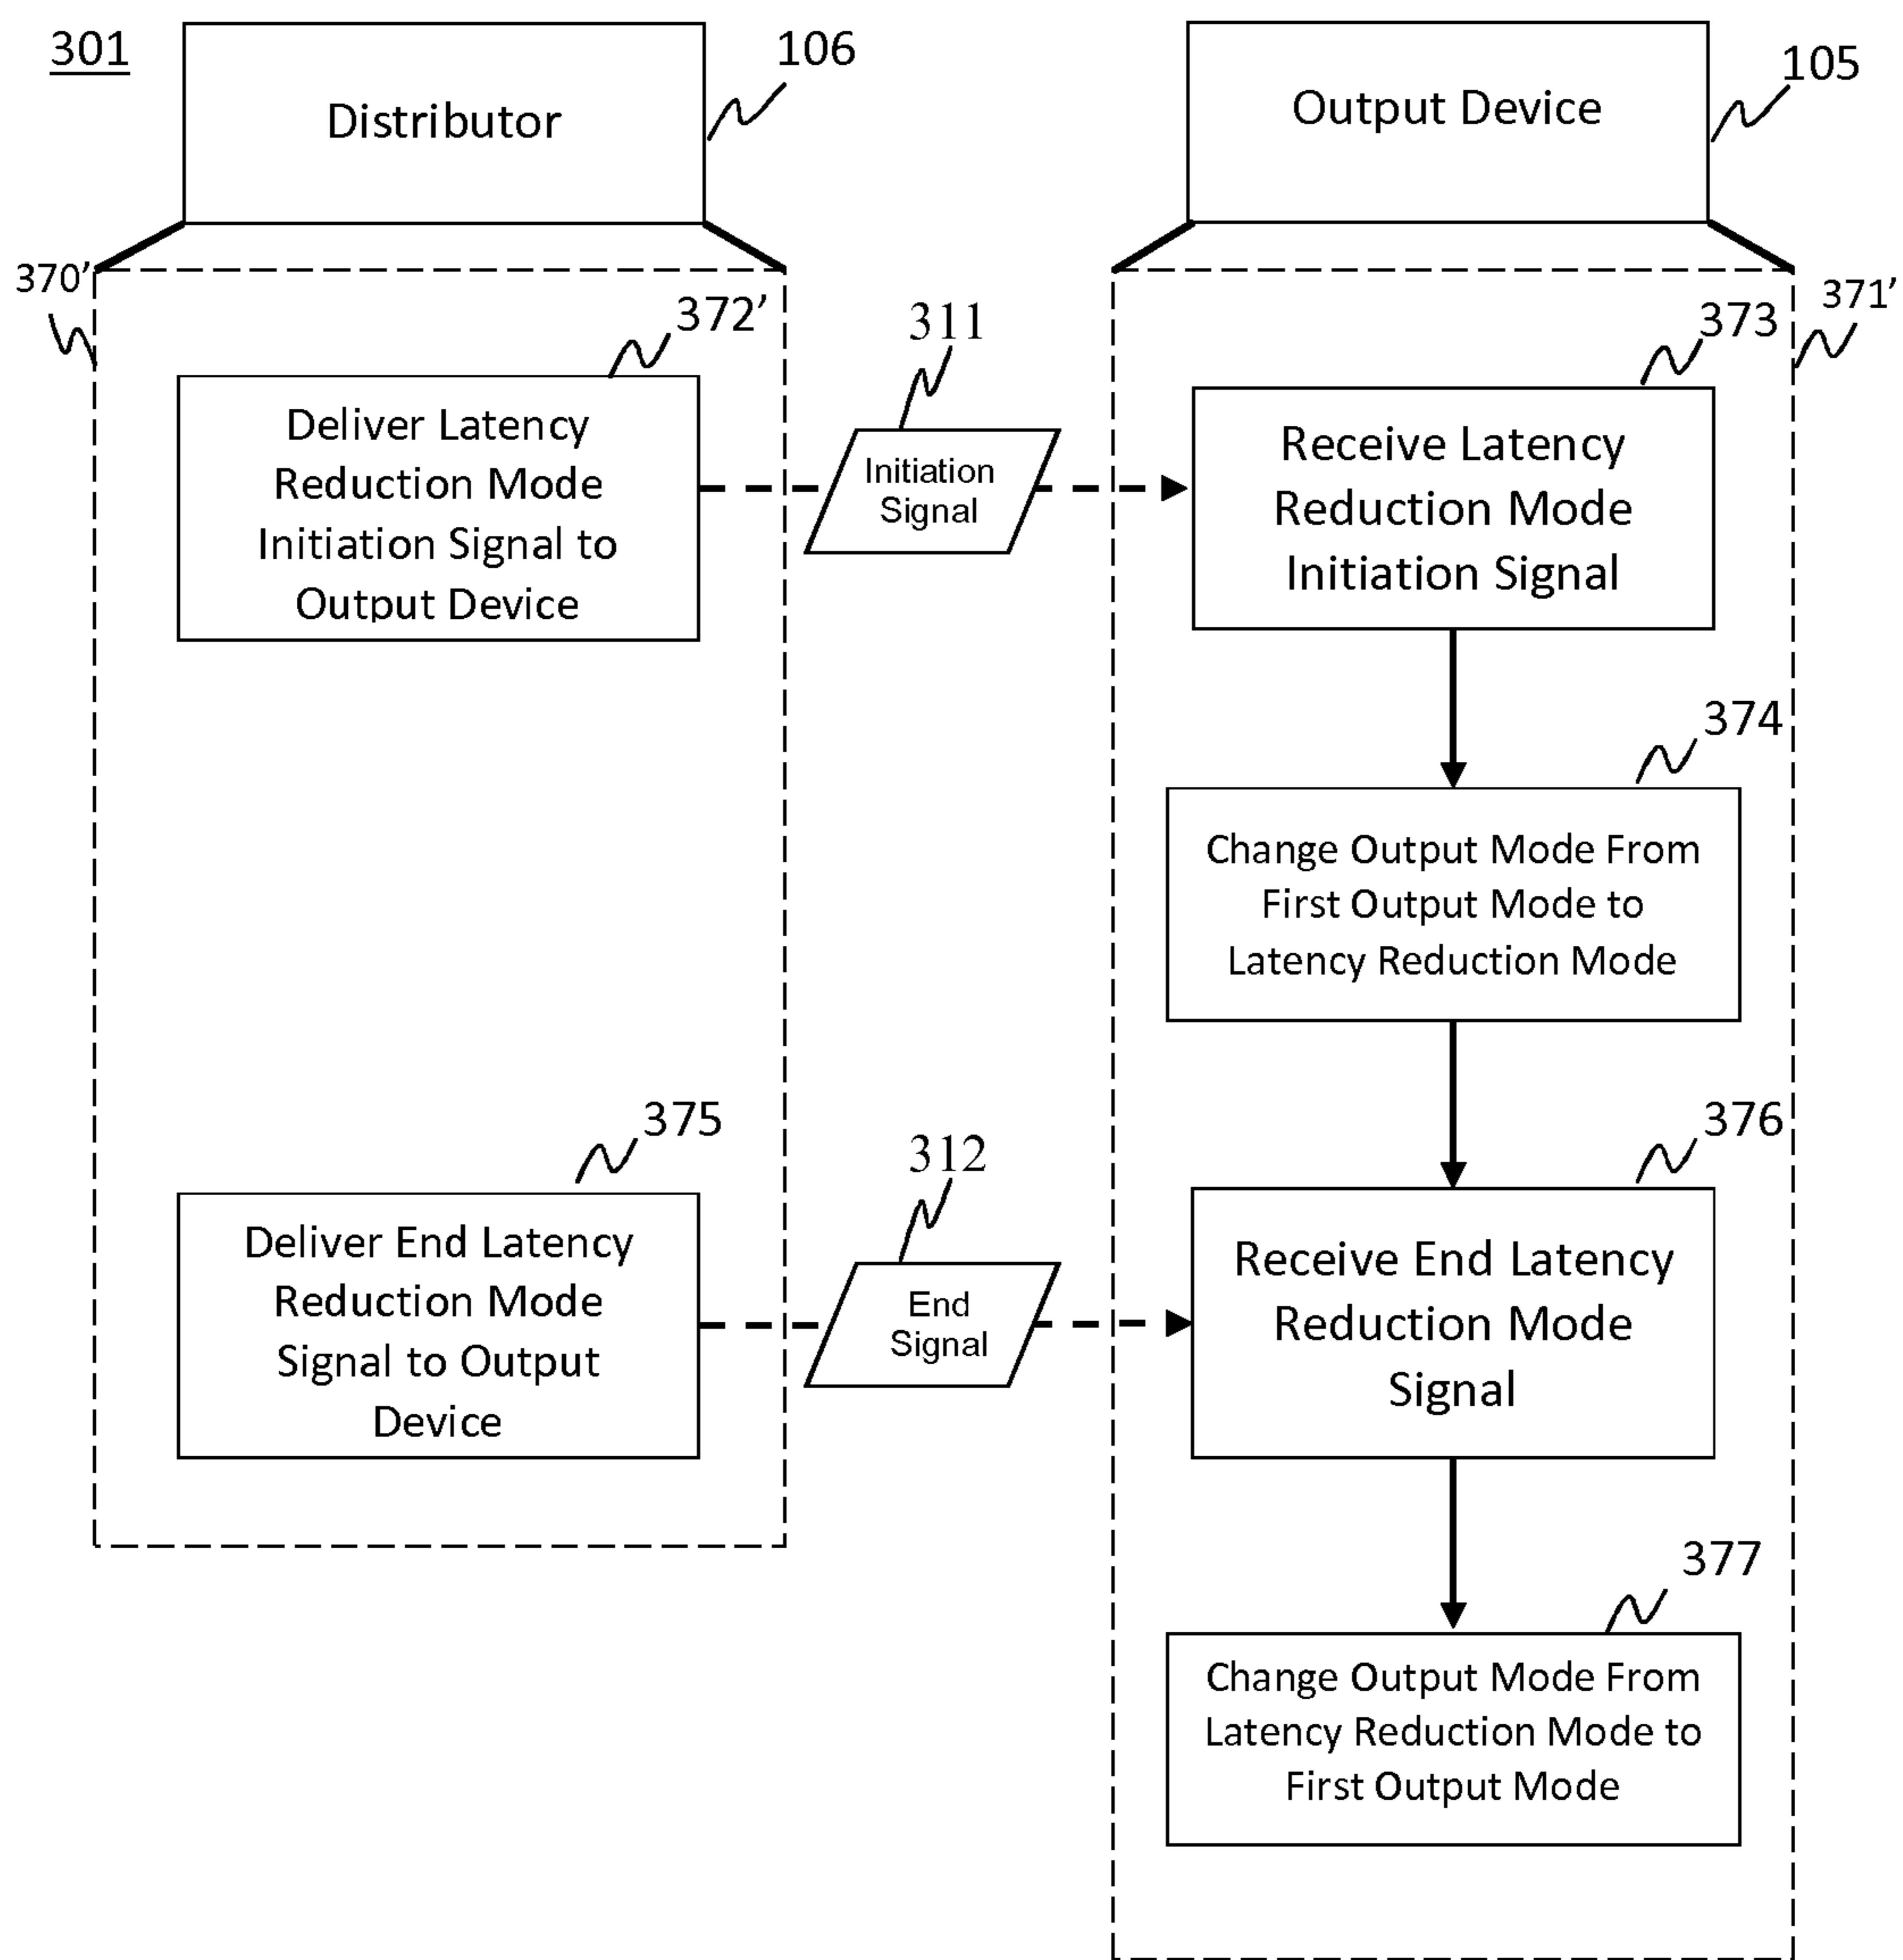 301
Distributor
106
Output Device
105
370’
371’
372’
Deliver Latency
Reduction Mode
Initiation Signal to
Output Device
311
Initiation
Signal
373
Receive Latency
Reduction Mode
Initiation Signal
374
Change Output Mode From
First Output Mode to
Latency Reduction Mode
375
Deliver End Latency
Reduction Mode
Signal to Output
Device
312
End
Signal
376
Receive End Latency
Reduction Mode
Signal
377
Change Output Mode From
Latency Reduction Mode to
First Output Mode